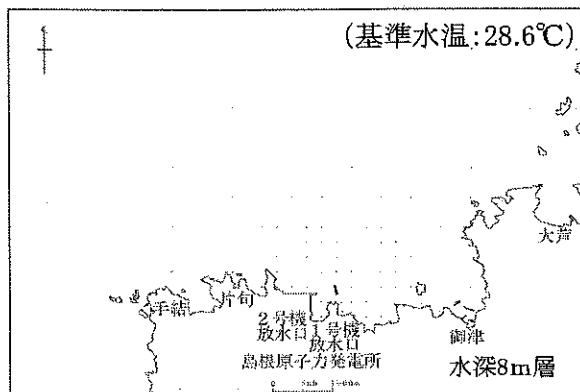 (基準水温:28.6℃)
大芦
手結
片句
2号機
放水口
1号機
放水口
御津
島根原子力発電所
水深8m層